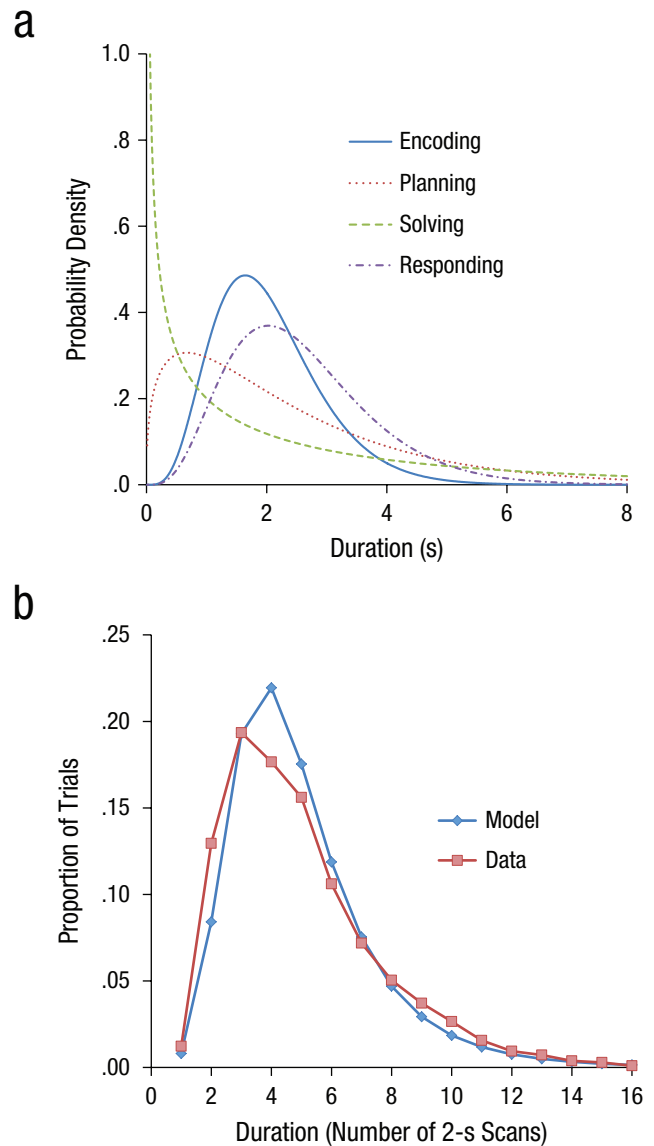 a
1.0
.8
.6
.4
.2
.0
Probability Density
0 2 4 6 8
Duration (s)
Encoding
Planning
Solving
Responding
b
.25
.20
.15
.10
.05
.00
Proportion of Trials
0 2 4 6 8 10 12 14 16
Duration (Number of 2-s Scans)
Model
Data